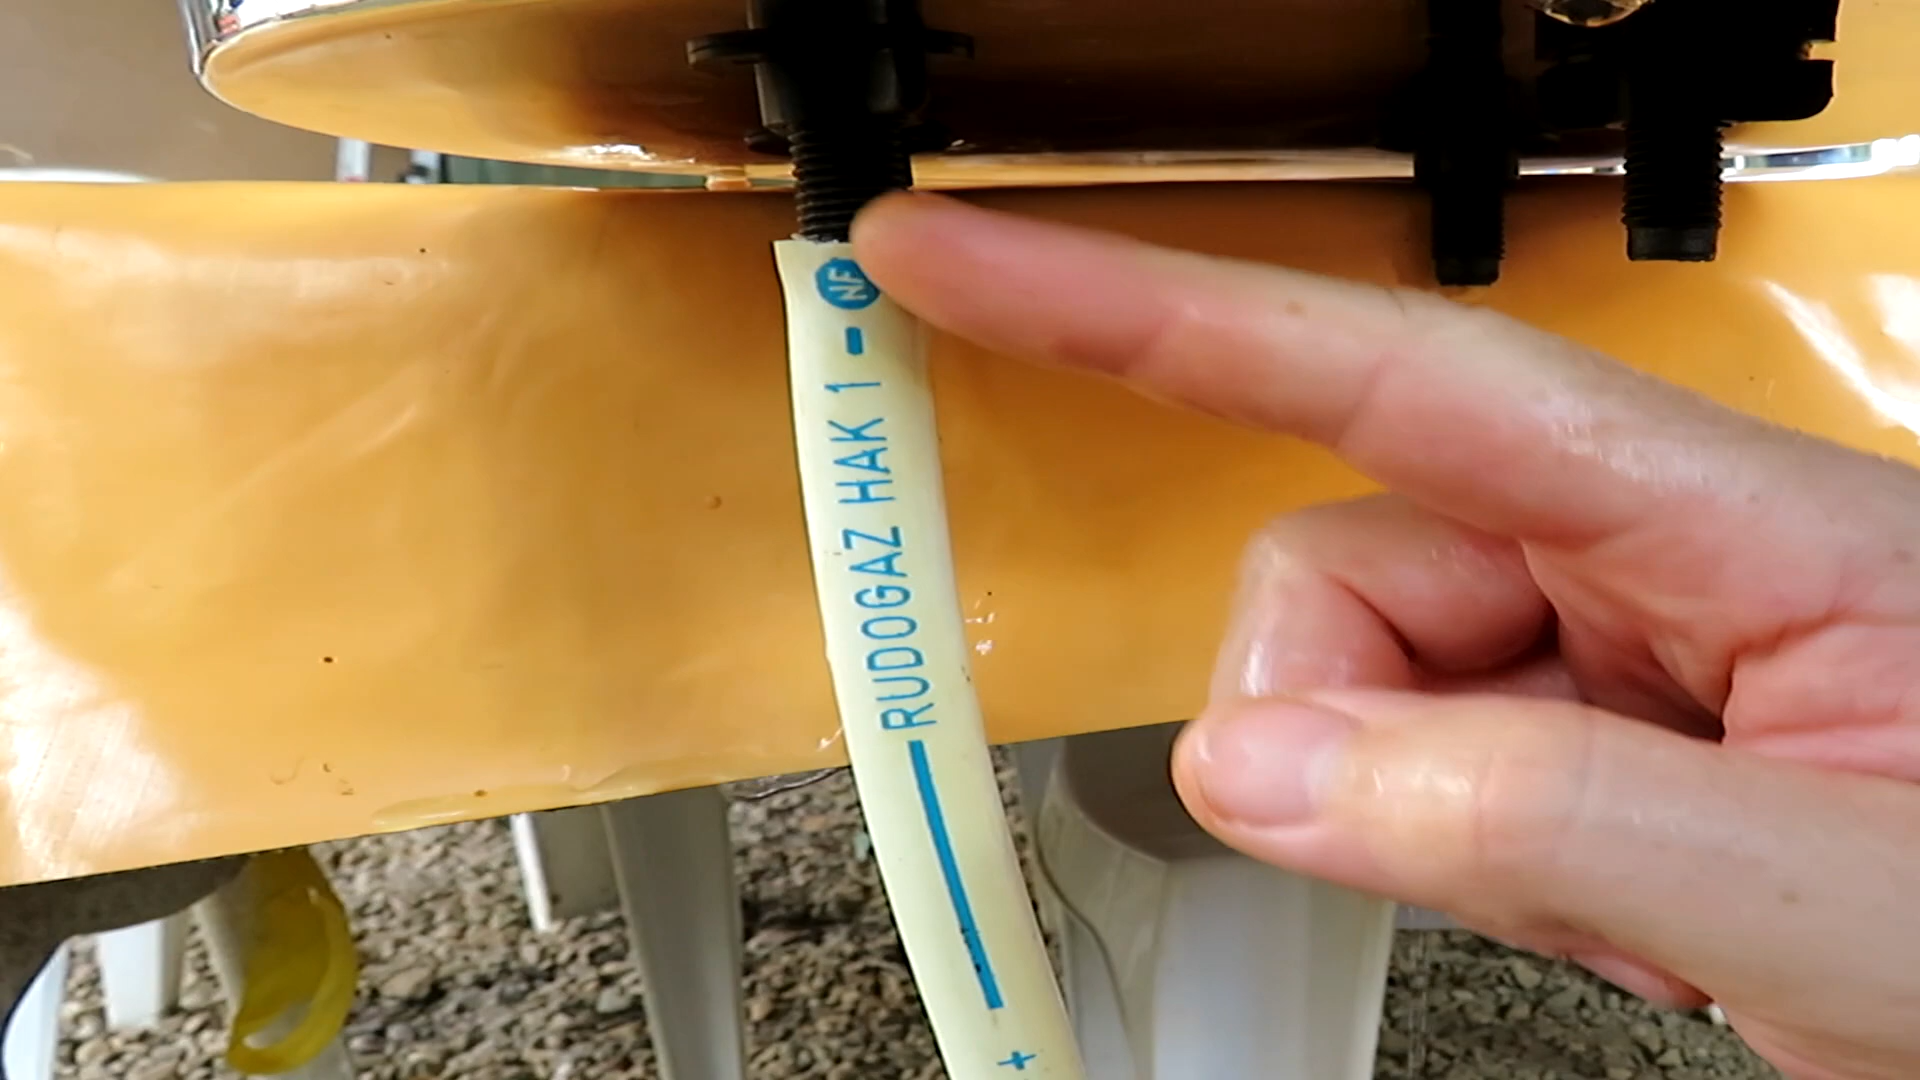 + — RUDOGAZ HAK 1 - NF